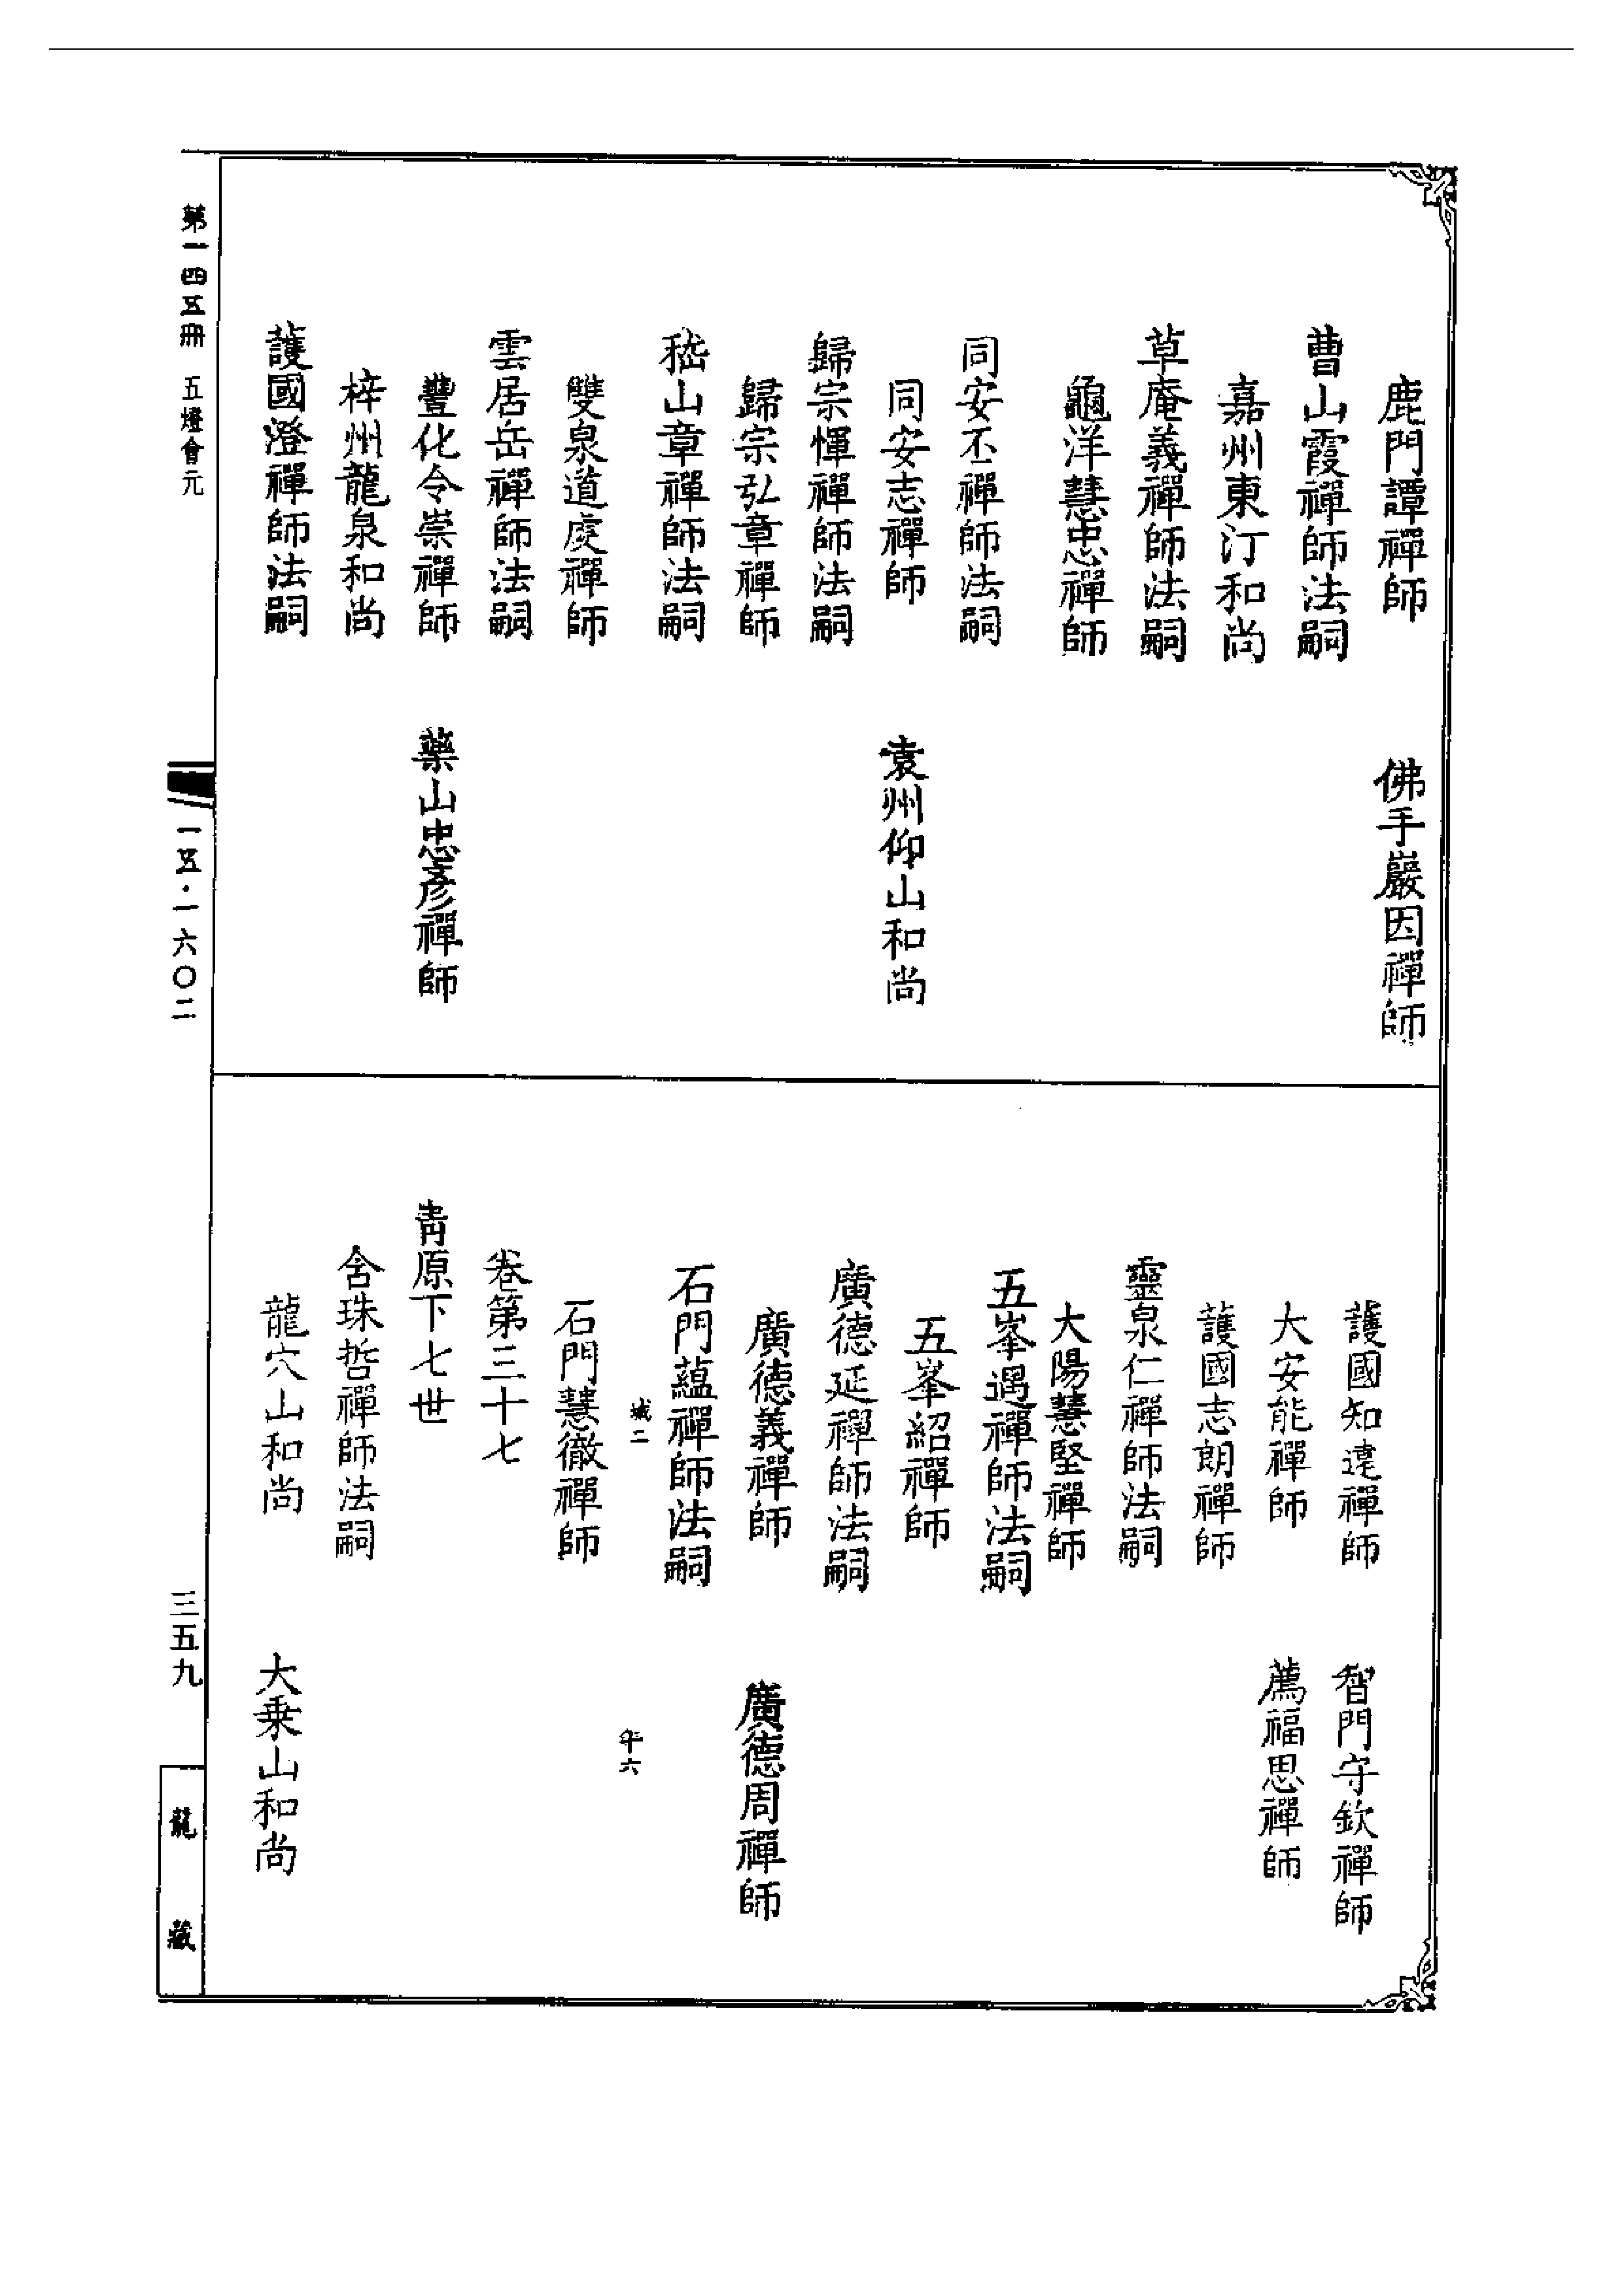 鹿門譚禪師　佛手巖因禪師
曹山霞禪師法嗣
嘉州東汀和尚
草庵義禪師法嗣
龜洋慧忠禪師
同安丕禪師法嗣
同安志禪師　袁州仰山和尚
歸宗惲禪師法嗣
歸宗弘章禪師
嵇山章禪師法嗣
雙泉道虔禪師
雲居岳禪師法嗣
豐化令崇禪師　藥山忠彥禪師
梓州龍泉和尚
護國澄禪師法嗣
護國知遠禪師　智門守欽禪師
大安能禪師　薦福思禪師
護國志朗禪師
靈泉仁禪師法嗣
大陽慧堅禪師
五峯遇禪師法嗣
五峯紹禪師
廣德延禪師法嗣
廣德義禪師　廣德周禪師
石門蘊禪師法嗣
城二　年六
石門慧徹禪師
卷第三十七
青原下七世
含珠哲禪師法嗣
龍穴山和尚　大乘山和尚
第一四五冊　五燈會元
一五·一六〇二
三五九
龍藏